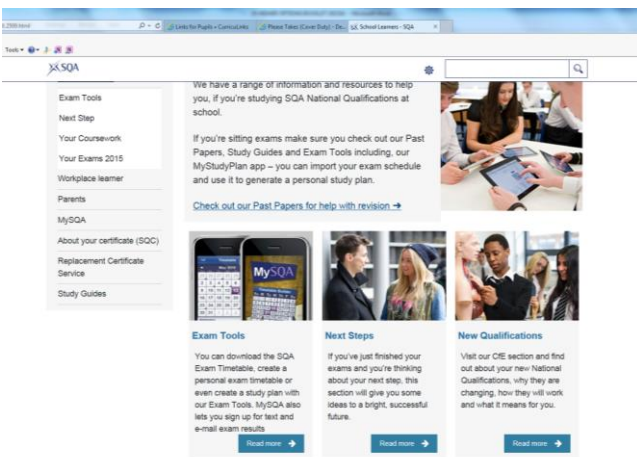 Links for Pupils « CurricuLinks
Please Takes (Cover Duty) - De...
School Learners - SQA
Tools
SQA
Exam Tools
Next Step
Your Coursework
Your Exams 2015
Workplace learner
Parents
MySQA
About your certificate (SQC)
Replacement Certificate
Service
Study Guides
We have a range of information and resources to help
you, if you're studying SQA National Qualifications at
school.
If you're sitting exams make sure you check out our Past
Papers, Study Guides and Exam Tools including, our
MyStudyPlan app – you can import your exam schedule
and use it to generate a personal study plan.
Check out our Past Papers for help with revision →
MySQA
Exam Tools
You can download the SQA
Exam Timetable, create a
personal exam timetable or
even create a study plan with
our Exam Tools. MySQA also
lets you sign up for text and
e-mail exam results
Read more →
Next Steps
If you've just finished your
exams and you're thinking
about your next step, this
section will give you some
ideas to a bright, successful
future.
Read more →
New Qualifications
Visit our CfE section and find
out about your new National
Qualifications, why they are
changing, how they will work
and what it means for you.
Read more →